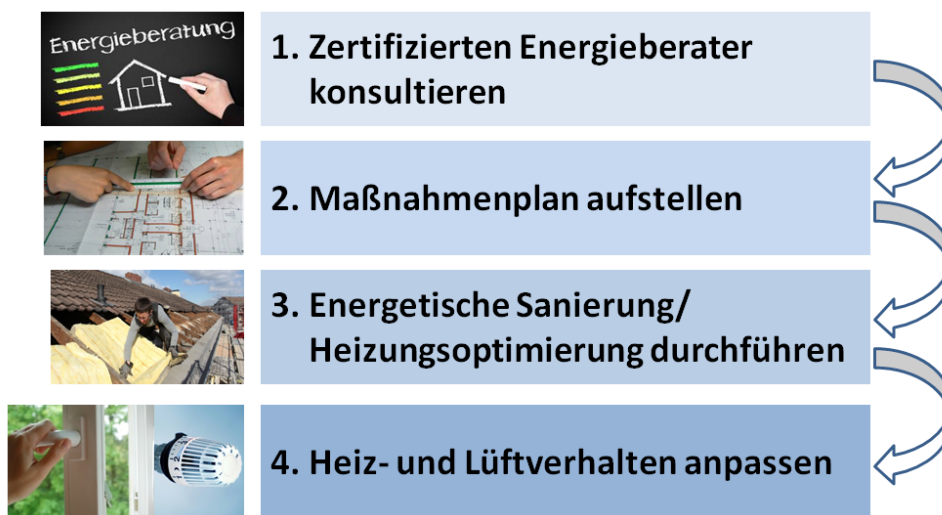 Energieberatung
1. Zertifizierten Energieberater
konsultieren
2. Maßnahmenplan aufstellen
3. Energetische Sanierung/
Heizungsoptimierung durchführen
4. Heiz- und Lüftverhalten anpassen